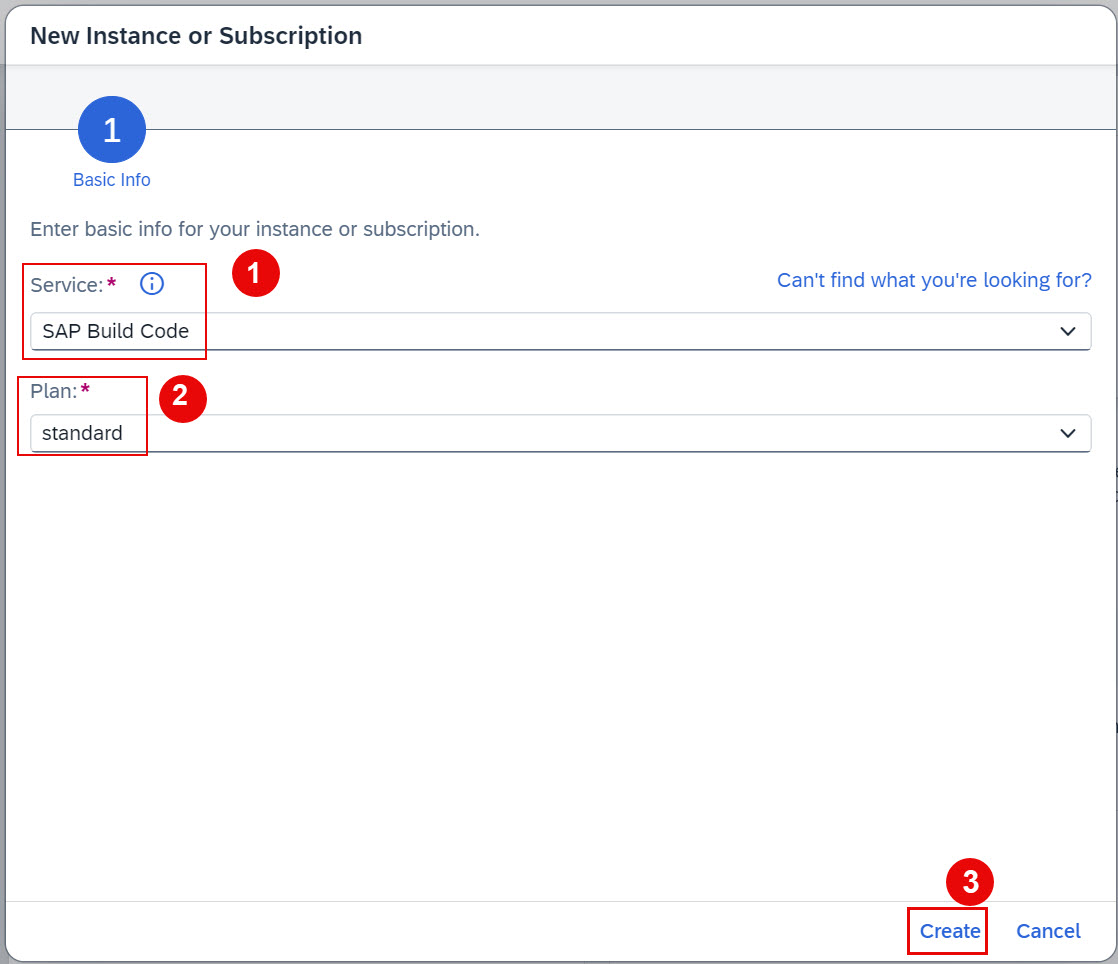 New Instance or Subscription
1
Basic Info
Enter basic info for your instance or subscription.
Service:*
1
Can't find what you're looking for?
SAP Build Code
Plan:*
2
standard
3
Create
Cancel